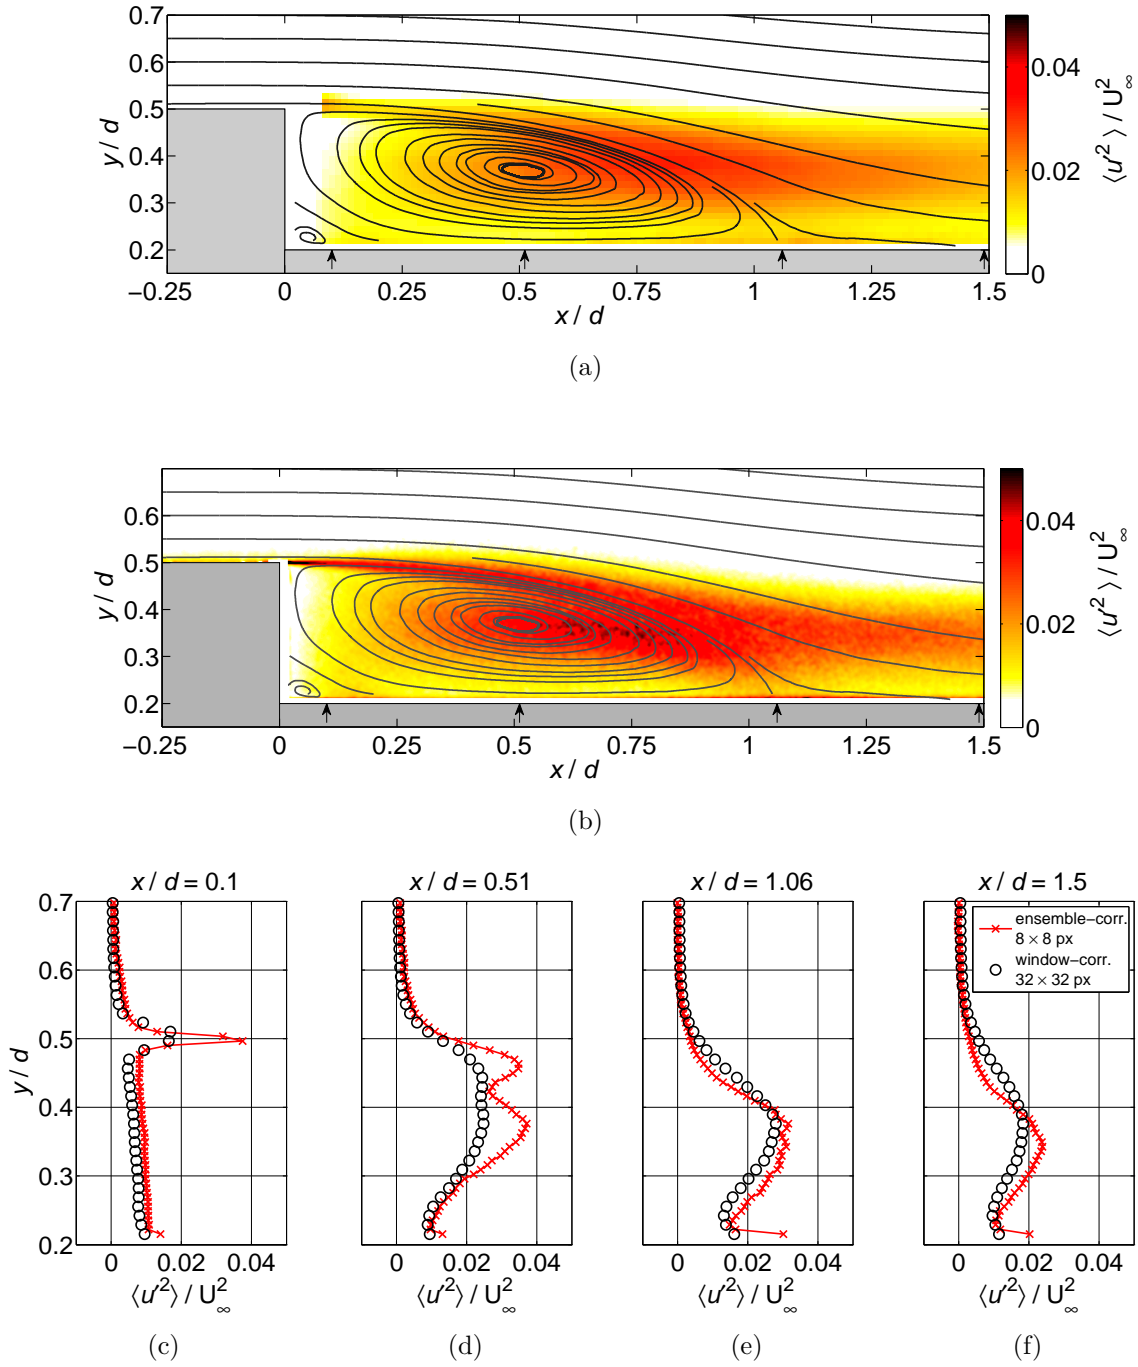 0.7
0.6
0.5
0.4
0.3
0.2
y / d
−0.25 0 0.25 0.5 0.75 1 1.25 1.5
x / d
0.04
0.02
0
⟨u′²⟩ / U∞²
(a)
0.6
0.5
0.4
0.3
0.2
y / d
−0.25 0 0.25 0.5 0.75 1 1.25 1.5
x / d
0.04
0.02
0
⟨u′²⟩ / U∞²
(b)
x / d = 0.1 x / d = 0.51 x / d = 1.06 x / d = 1.5
0.7
0.6
0.5
0.4
0.3
0.2
y / d
ensemble−corr.
8 × 8 px
window−corr.
32 × 32 px
0 0.02 0.04 0 0.02 0.04 0 0.02 0.04 0 0.02 0.04
⟨u′²⟩ / U∞² ⟨u′²⟩ / U∞² ⟨u′²⟩ / U∞² ⟨u′²⟩ / U∞²
(c) (d) (e) (f)